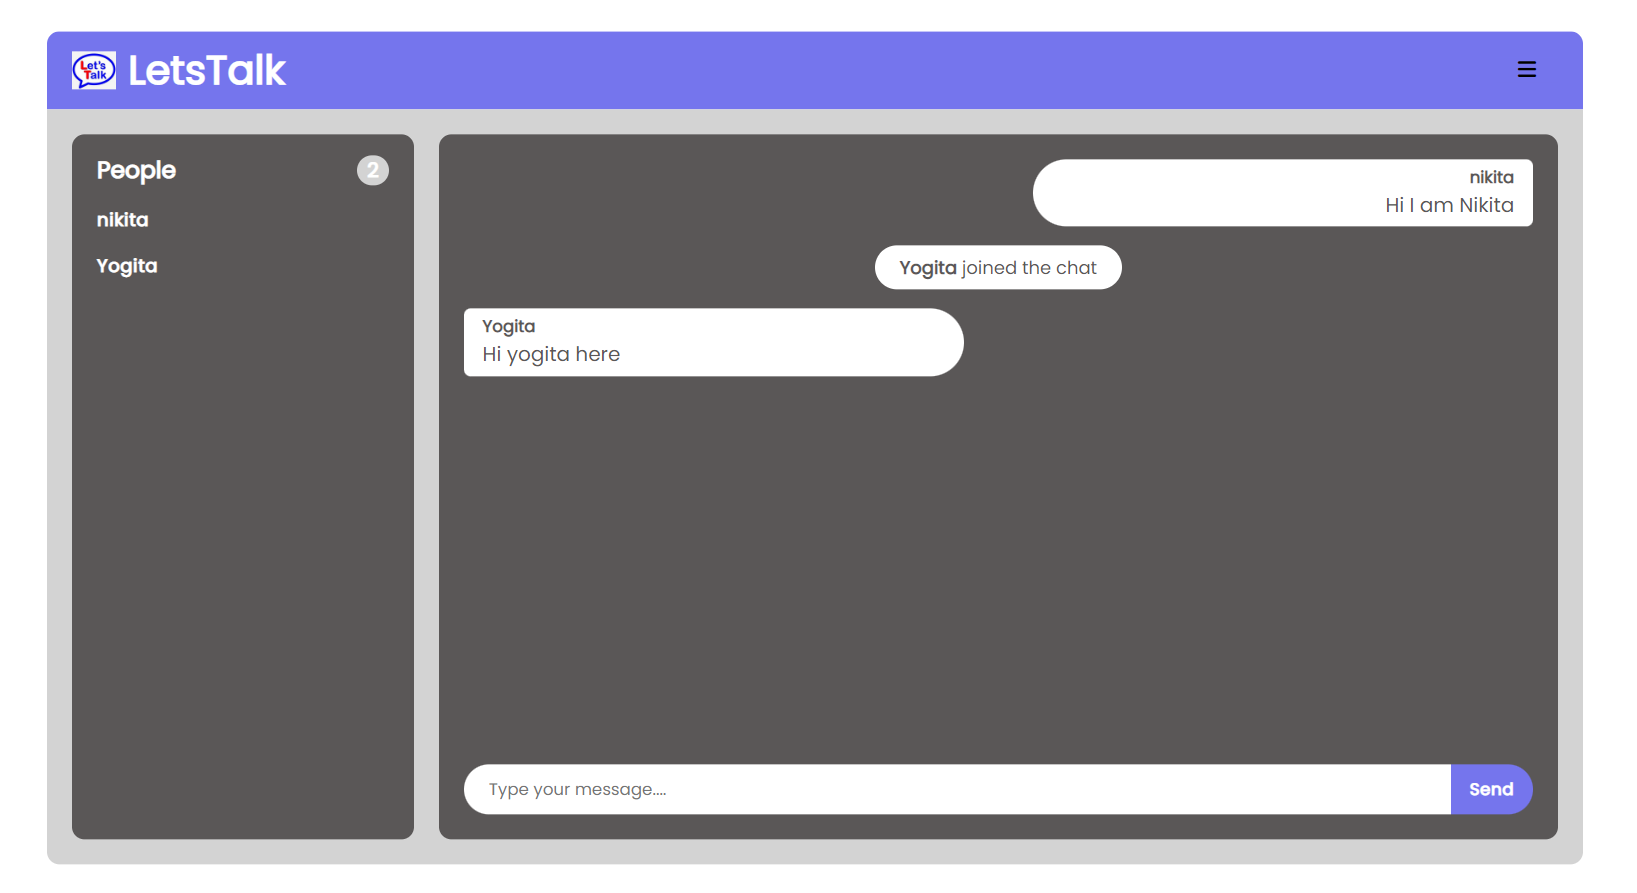 Let's
Talk
LetsTalk
People
2
nikita
Yogita
nikita
Hi I am Nikita
Yogita joined the chat
Yogita
Hi yogita here
Type your message....
Send